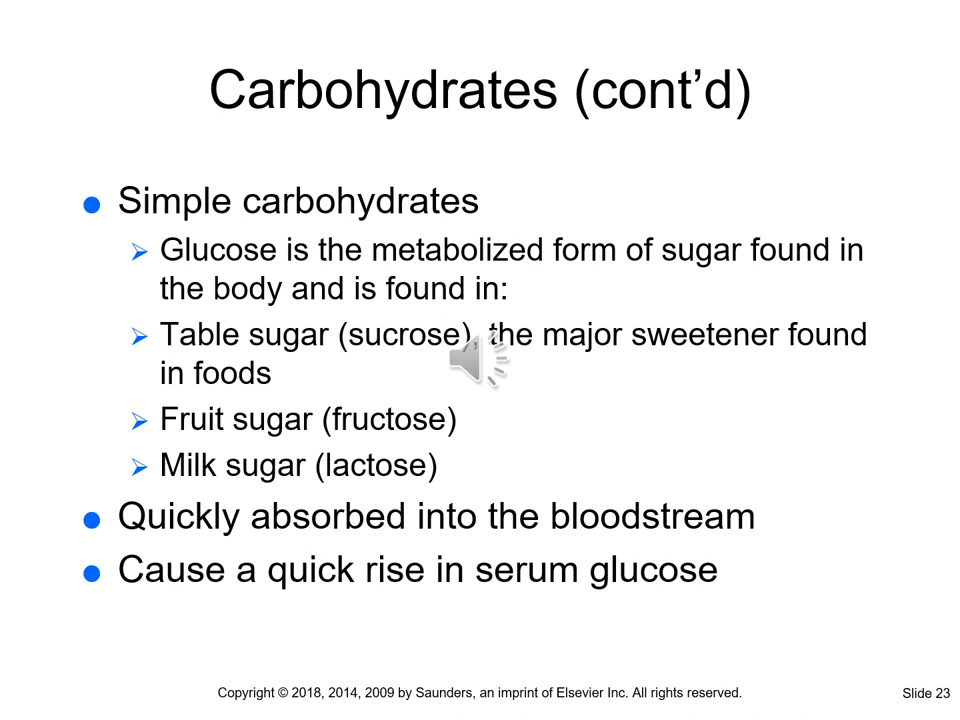 Carbohydrates (cont’d)
● Simple carbohydrates
➢ Glucose is the metabolized form of sugar found in
the body and is found in:
➢ Table sugar (sucrose), the major sweetener found
in foods
➢ Fruit sugar (fructose)
➢ Milk sugar (lactose)
● Quickly absorbed into the bloodstream
● Cause a quick rise in serum glucose
Copyright © 2018, 2014, 2009 by Saunders, an imprint of Elsevier Inc. All rights reserved.
Slide 23